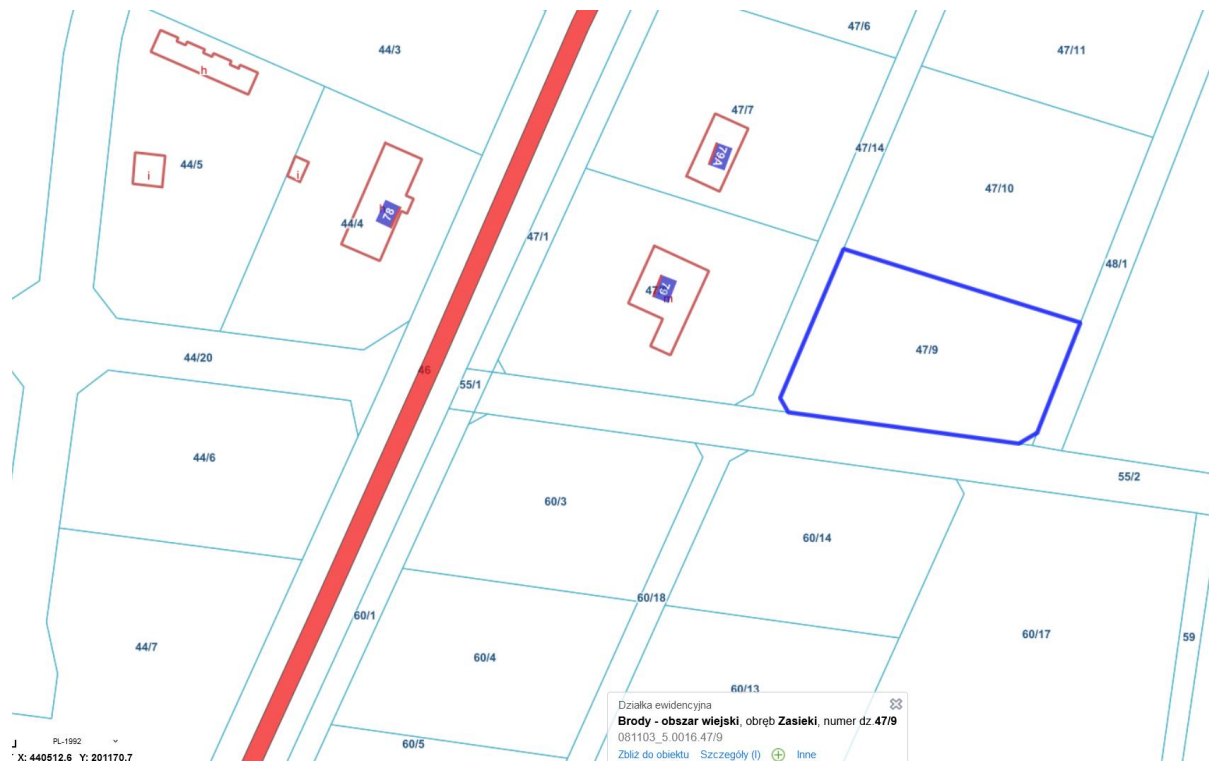 47/6
44/3
47/11
h
47/7
44/5
i
i
79A
47/14
47/10
44/4
78
47/1
48/1
79
m
47/9
44/20
46
55/1
44/6
55/2
60/3
60/14
60/18
60/1
60/17
59
44/7
60/4
60/13
Działka ewidencyjna
Brody - obszar wiejski, obręb Zasieki, numer dz.47/9
081103_5.0016.47/9
Zbliż do obiektu Szczegóły (I) Inne
60/5
PL-1992
X: 440512.6 Y: 201170.7